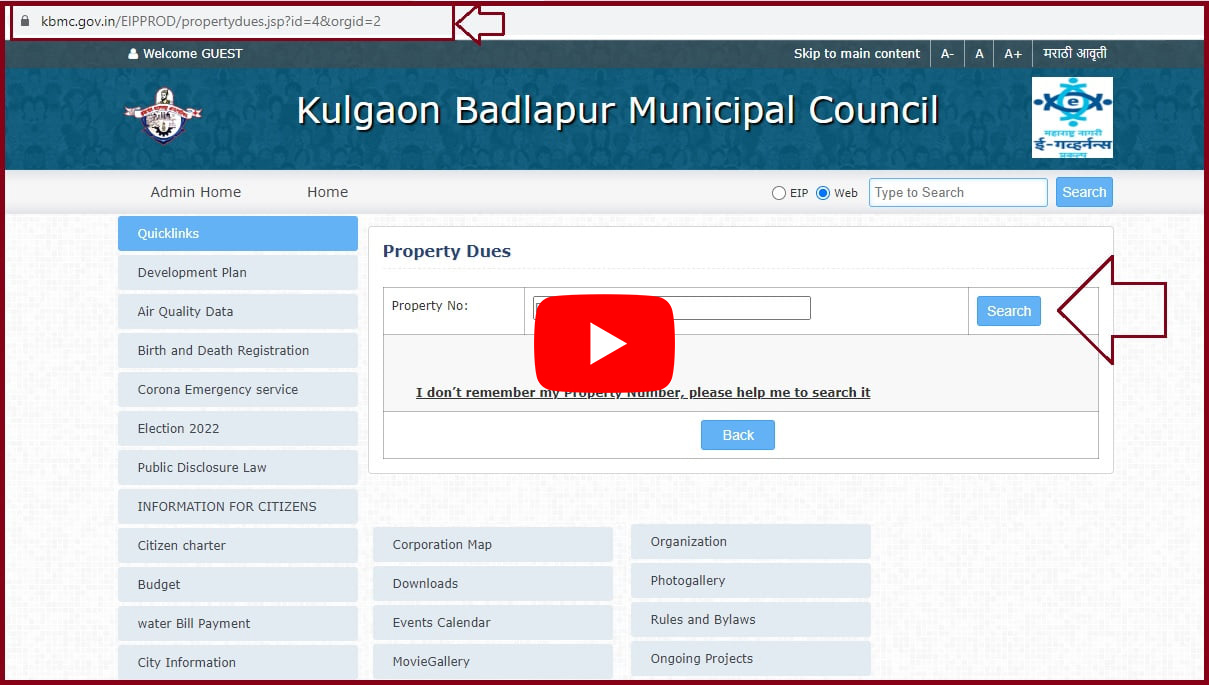 kbmc.gov.in/EIPPROD/propertydues.jsp?id=4&orgid=2
Welcome GUEST
Skip to main content A- A A+ मराठी आवृती
Kulgaon Badlapur Municipal Council
महाराष्ट्र नागरी
ई-गव्हर्नन्स
प्रकल्प
Admin Home Home EIP Web Type to Search Search
Quicklinks
Development Plan
Air Quality Data
Birth and Death Registration
Corona Emergency service
Election 2022
Public Disclosure Law
INFORMATION FOR CITIZENS
Citizen charter
Budget
water Bill Payment
City Information
Property Dues
Property No: Search
I don't remember my Property Number, please help me to search it
Back
Corporation Map
Downloads
Events Calendar
MovieGallery
Organization
Photogallery
Rules and Bylaws
Ongoing Projects